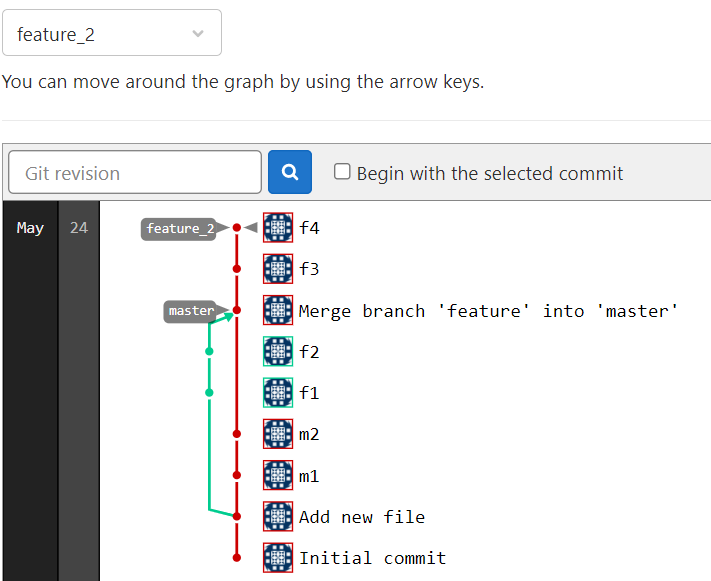 feature_2
You can move around the graph by using the arrow keys.
Git revision
Begin with the selected commit
May 24 feature_2 f4
f3
master Merge branch 'feature' into 'master'
f2
f1
m2
m1
Add new file
Initial commit